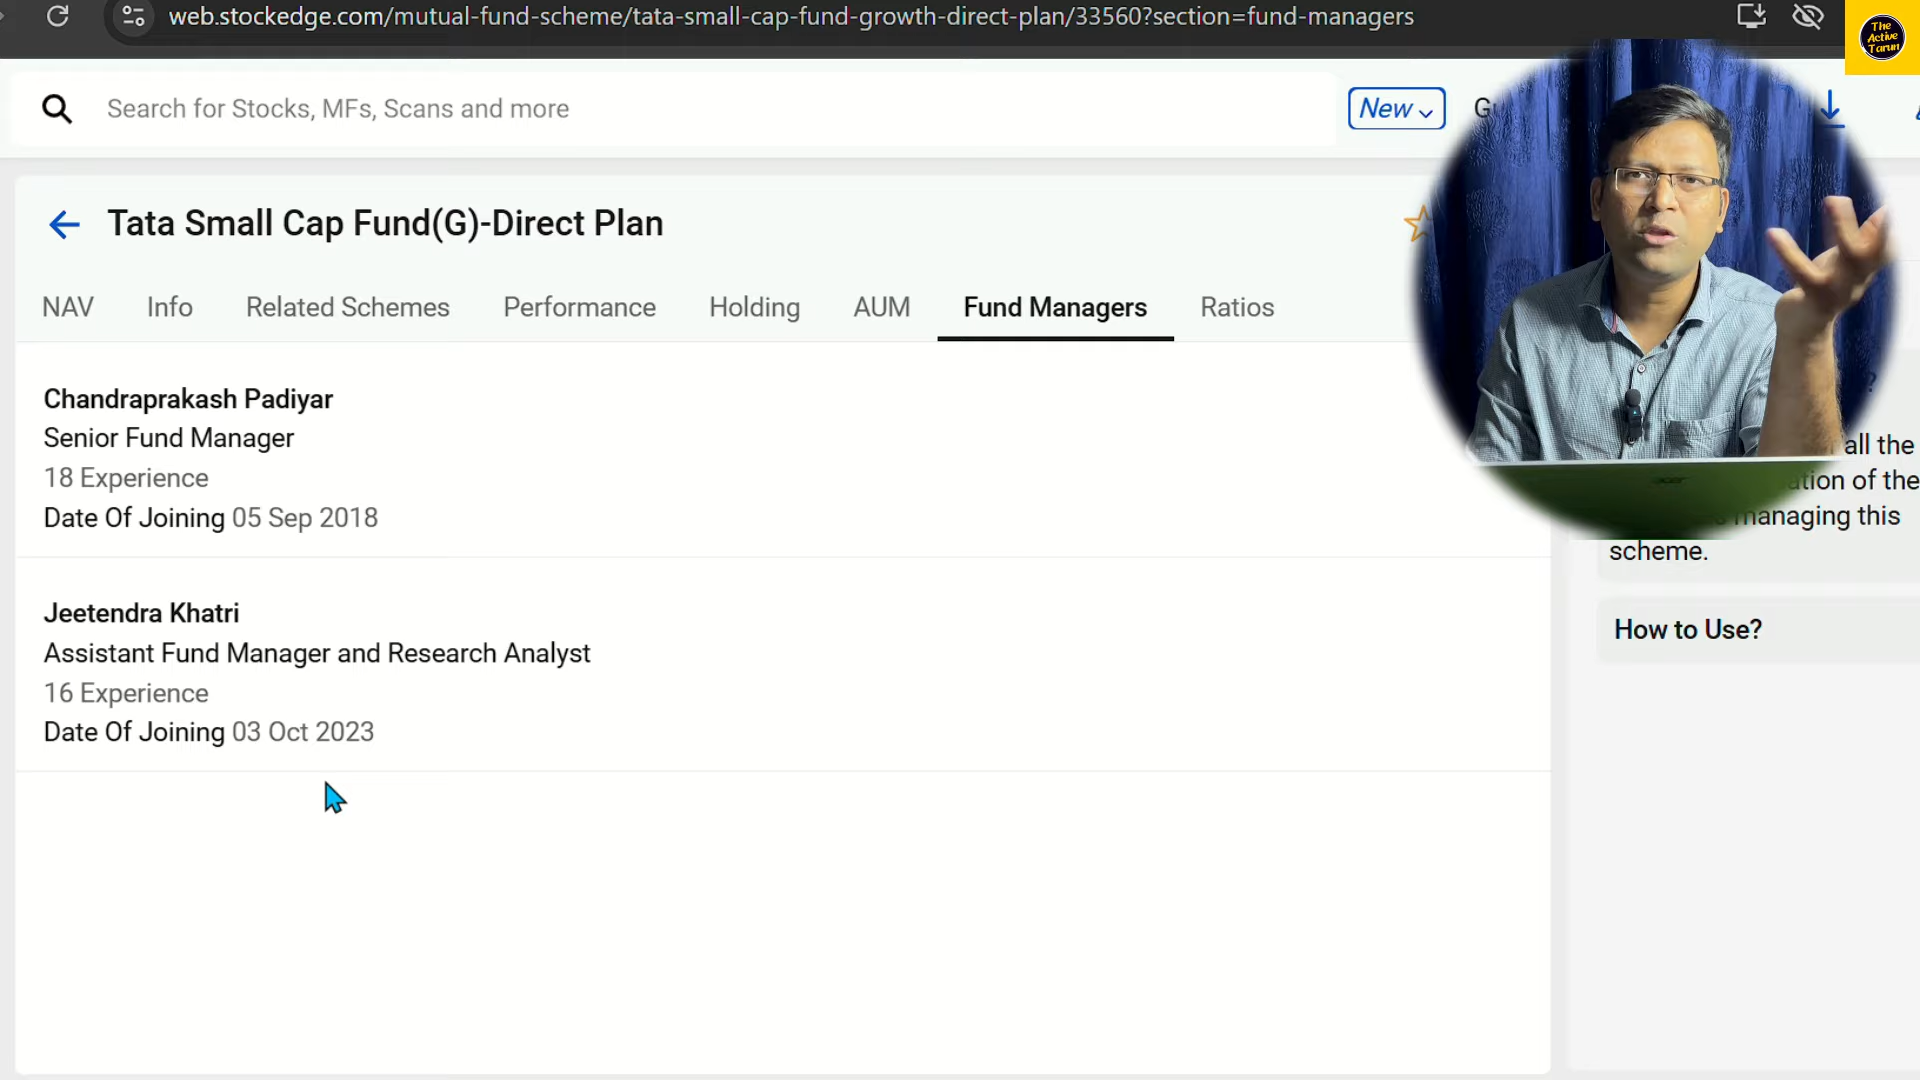 web.stockedge.com/mutual-fund-scheme/tata-small-cap-fund-growth-direct-plan/33560?section=fund-managers
The
Active
Tarun
Search for Stocks, MFs, Scans and more
New
Tata Small Cap Fund(G)-Direct Plan
NAV Info Related Schemes Performance Holding AUM Fund Managers Ratios
Chandraprakash Padiyar
Senior Fund Manager
18 Experience
Date Of Joining 05 Sep 2018
Jeetendra Khatri
Assistant Fund Manager and Research Analyst
16 Experience
Date Of Joining 03 Oct 2023
all the
of the
managing this
scheme.
How to Use?
acer